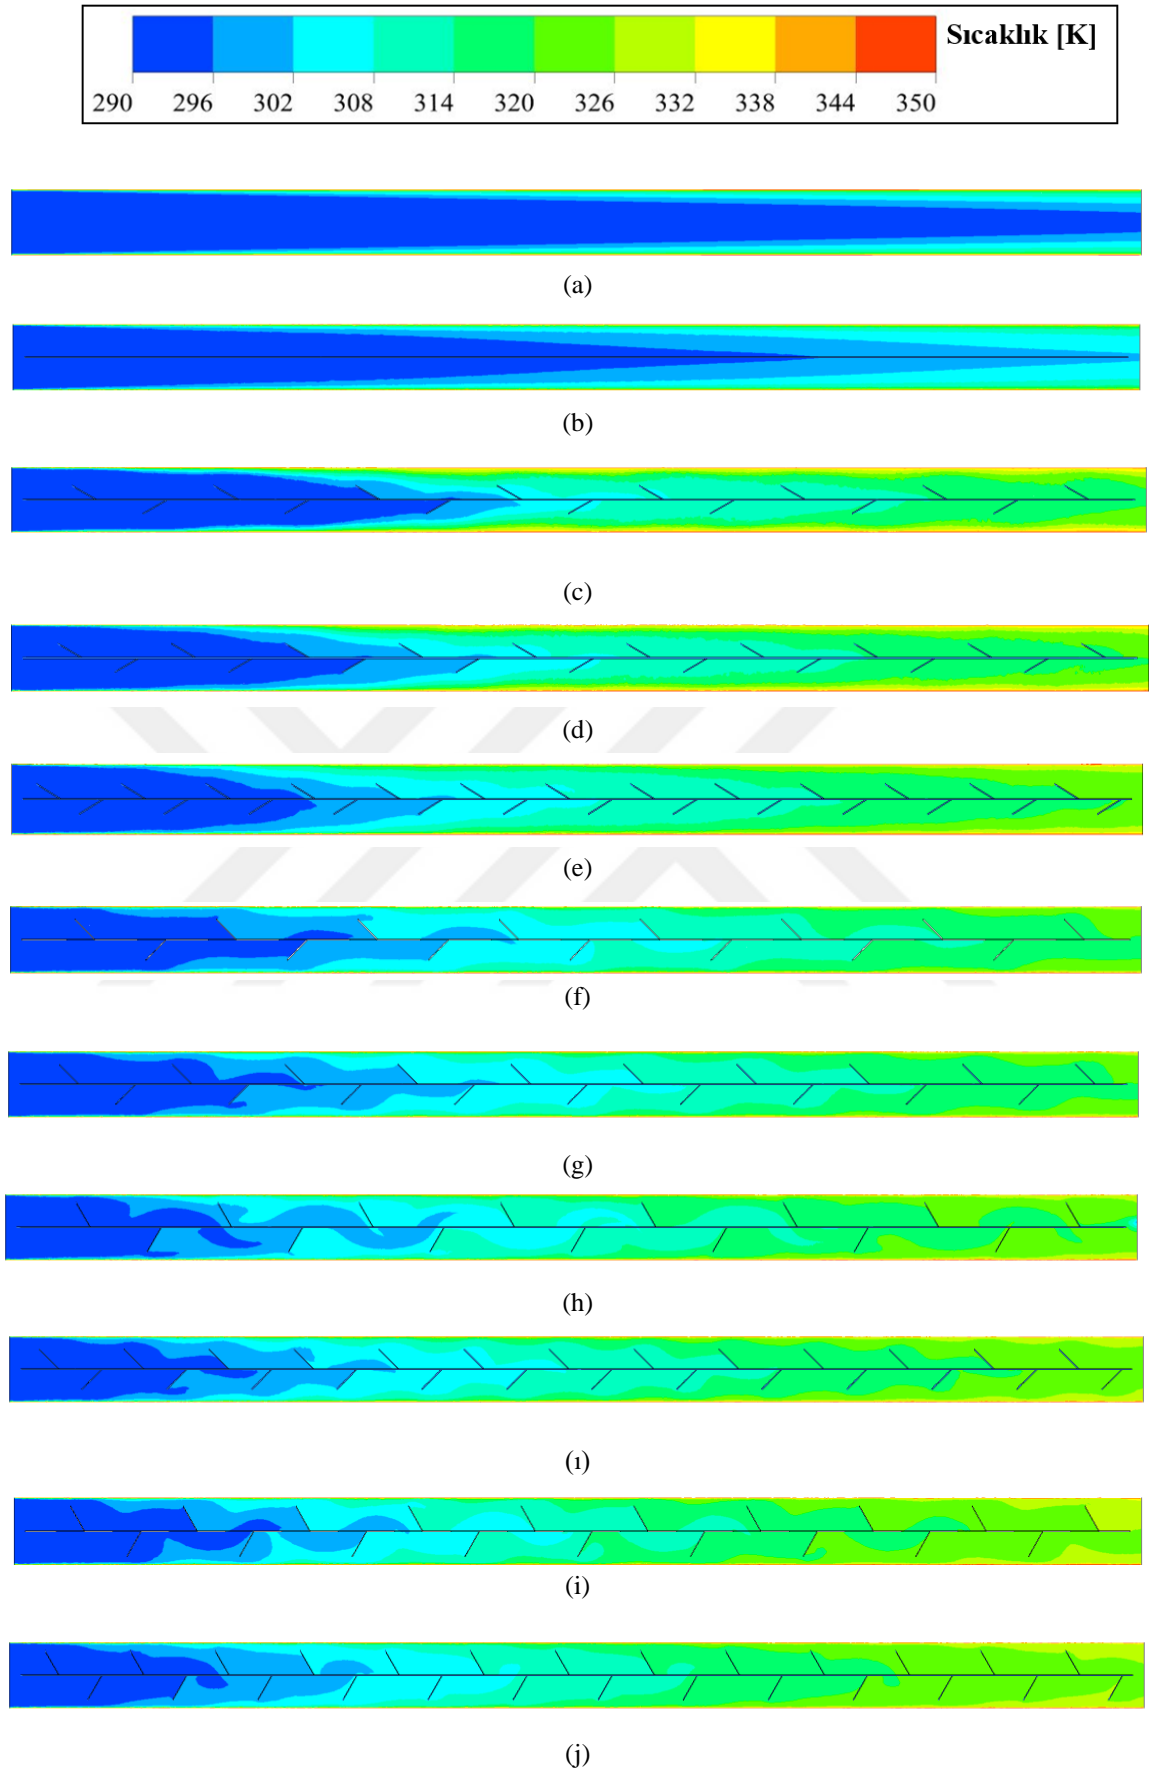 Sıcaklık [K]
290 296 302 308 314 320 326 332 338 344 350
(a)
(b)
(c)
(d)
(e)
(f)
(g)
(h)
(ı)
(i)
(j)